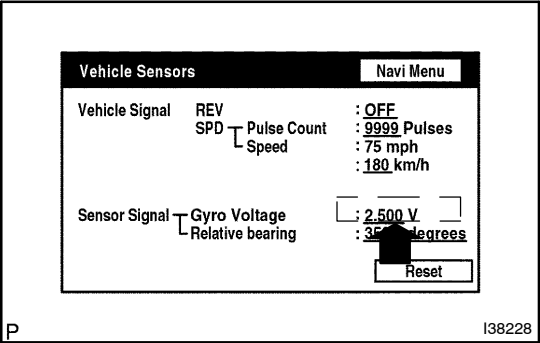 Vehicle Sensors
Navi Menu
Vehicle Signal REV : OFF
SPD Pulse Count : 9999 Pulses
Speed : 75 mph
: 180 km/h
Sensor Signal Gyro Voltage : 2.500 V
Relative bearing : degrees
Reset
P
I38228